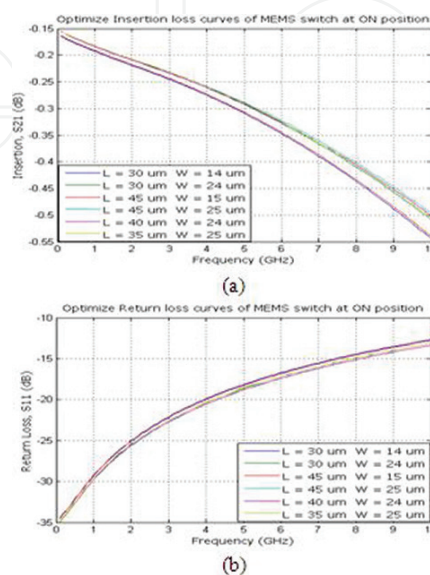 Optimize Insertion loss curves of MEMS switch at ON position
-0.15
-0.2
-0.25
-0.3
-0.35
-0.4
-0.45
-0.5
-0.55
Insertion, S21 (dB)
L = 30 um W = 14 um
L = 30 um W = 24 um
L = 45 um W = 15 um
L = 45 um W = 25 um
L = 40 um W = 24 um
L = 35 um W = 25 um
0 1 2 3 4 5 6 7 8 9 10
Frequency (GHz)
(a)
Optimize Return loss curves of MEMS switch at ON position
-10
-15
-20
-25
-30
-35
Return Loss, S11 (dB)
L = 30 um W = 14 um
L = 30 um W = 24 um
L = 45 um W = 15 um
L = 45 um W = 25 um
L = 40 um W = 24 um
L = 35 um W = 25 um
0 1 2 3 4 5 6 7 8 9
Frequency (GHz)
(b)